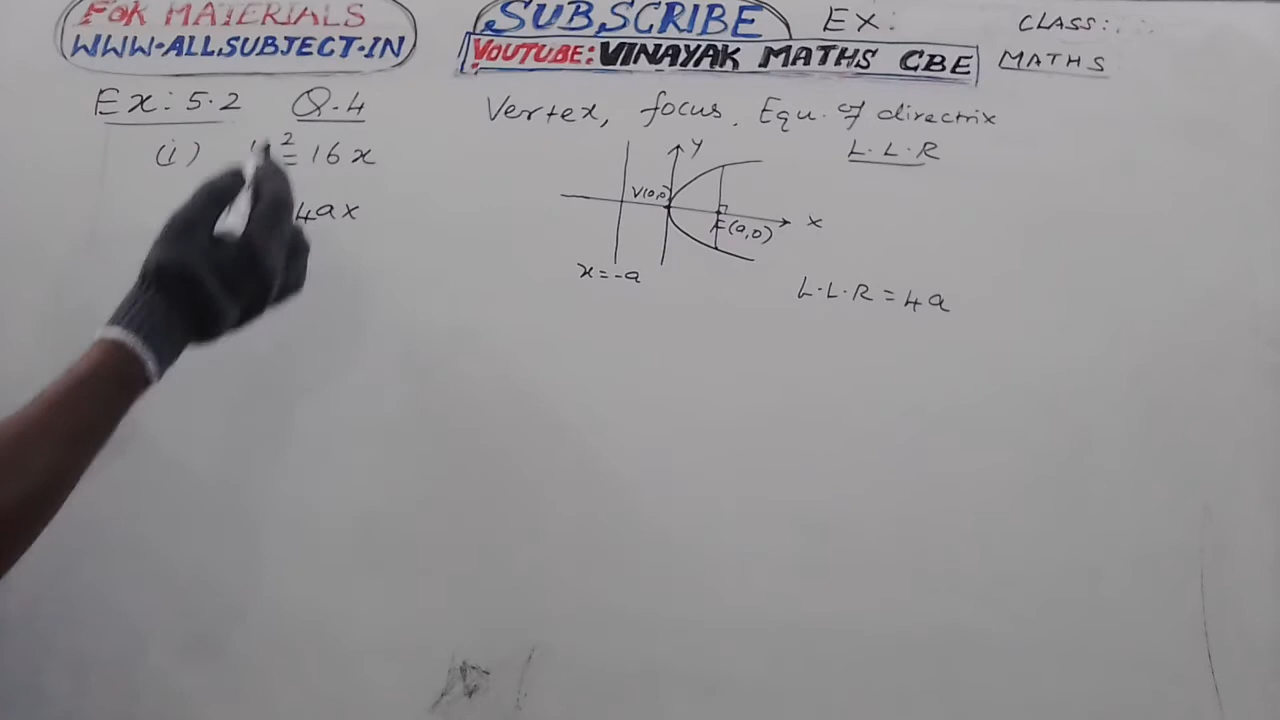 FOR MATERIALS
WWW.ALLSUBJECT.IN
SUBSCRIBE
YOUTUBE: VINAYAK MATHS CBE
EX:
CLASS:
MATHS
Ex: 5.2 Q.4
(i) ² = 16x
4ax
Vertex, focus, Equ. of directrix
L.L.R
y
V(0,0)
F(a,0)
x
x=-a
L.L.R = 4a